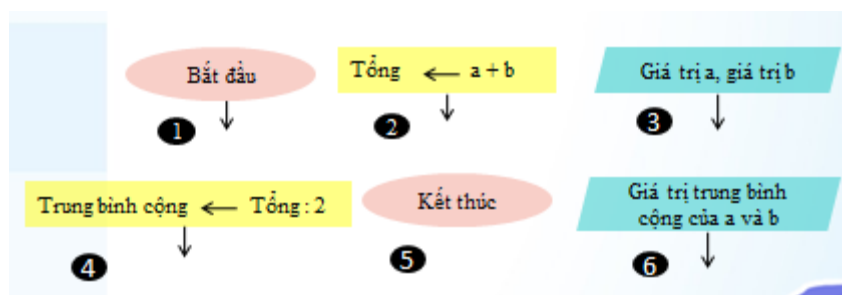 Bắt đầu
Tổng ← a + b
Giá trị a, giá trị b
1
2
3
Trung bình cộng ← Tổng : 2
Kết thúc
Giá trị trung bình
cộng của a và b
4
5
6